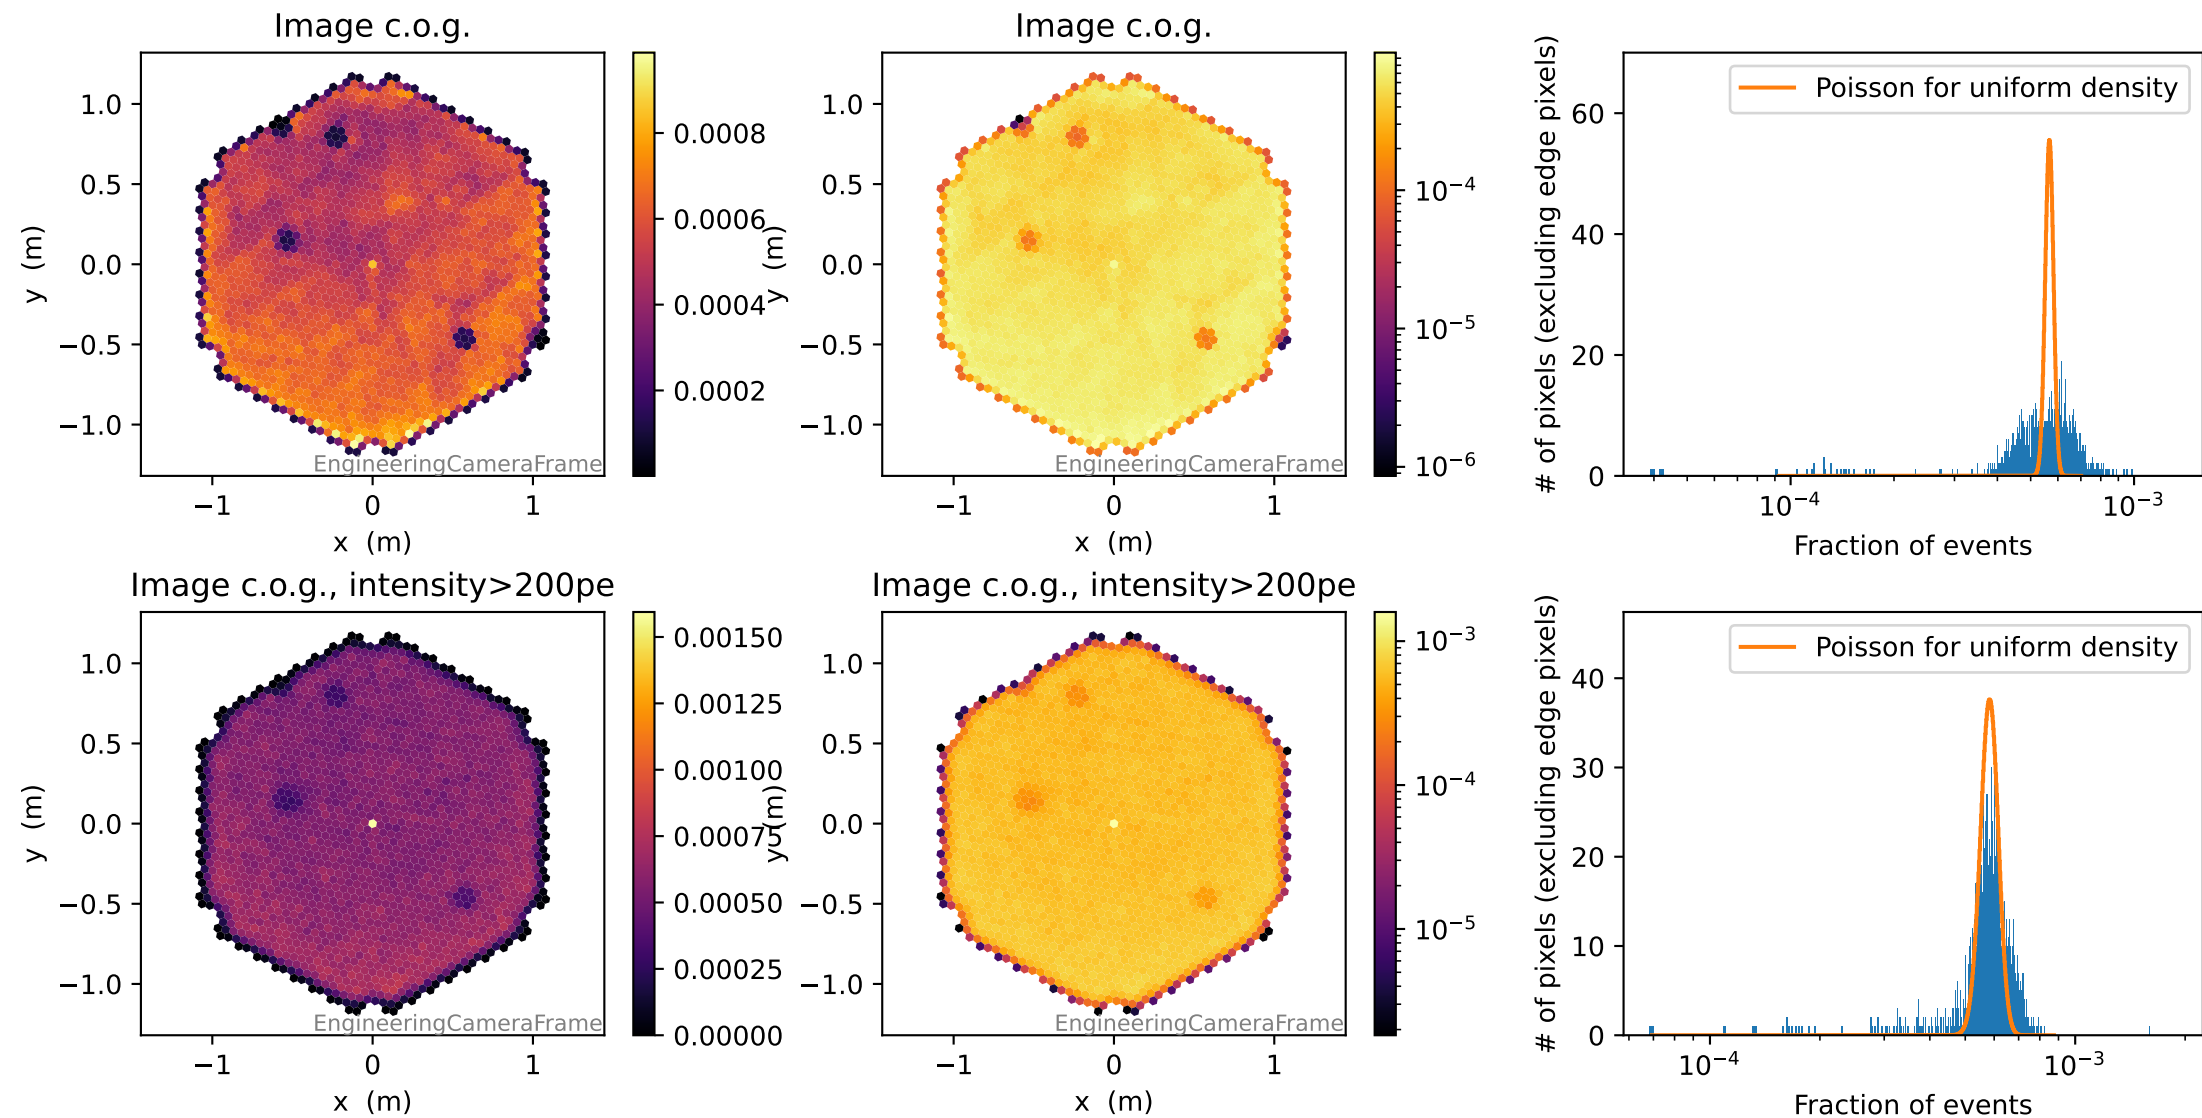 Image c.o.g.
1.0
0.5
0.0
−0.5
−1.0
y (m)
EngineeringCameraFrame
−1
0
1
x (m)
0.0008
0.0006
0.0004
0.0002
Image c.o.g.
1.0
0.5
0.0
−0.5
−1.0
y (m)
EngineeringCameraFrame
−1
0
1
x (m)
10⁻⁴
10⁻⁵
10⁻⁶
Poisson for uniform density
60
40
20
0
# of pixels (excluding edge pixels)
10⁻⁴
10⁻³
Fraction of events
Image c.o.g., intensity>200pe
1.0
0.5
0.0
−0.5
−1.0
y (m)
EngineeringCameraFrame
−1
0
1
x (m)
0.00150
0.00125
0.00100
0.00075
0.00050
0.00025
0.00000
Image c.o.g., intensity>200pe
1.0
0.5
0.0
−0.5
−1.0
y (m)
EngineeringCameraFrame
−1
0
1
x (m)
10⁻³
10⁻⁴
10⁻⁵
Poisson for uniform density
40
30
20
10
0
# of pixels (excluding edge pixels)
10⁻⁴
10⁻³
Fraction of events